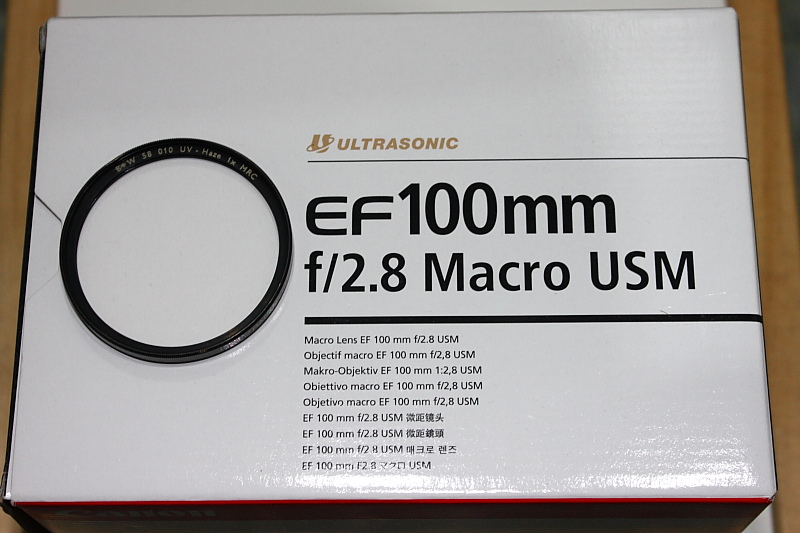 ULTRASONIC
B+W 58 010 UV-Haze 1x MRC
EF100mm
f/2.8 Macro USM
Macro Lens EF 100 mm f/2.8 USM
Objectif macro EF 100 mm f/2,8 USM
Makro-Objektiv EF 100 mm 1:2,8 USM
Obiettivo macro EF 100 mm f/2,8 USM
Objetivo macro EF 100 mm f/2,8 USM
EF 100 mm f/2.8 USM 微距镜头
EF 100 mm f/2.8 USM 微距鏡頭
EF 100 mm f/2.8 USM 매크로 렌즈
EF 100 mm F2.8 マクロ USM